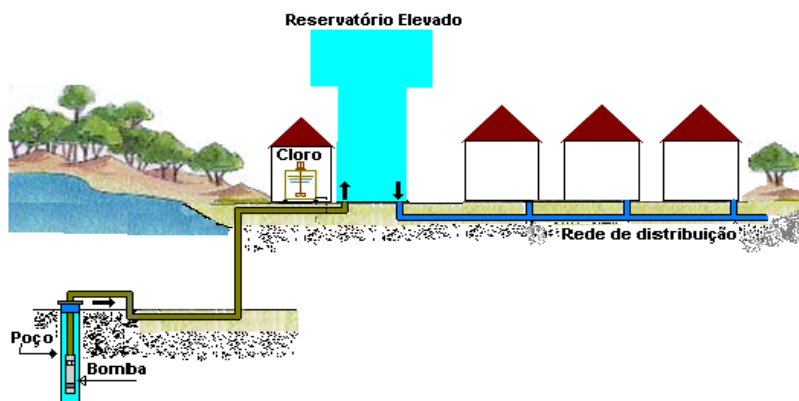 Reservatório Elevado
Cloro
Rede de distribuição
Poço
Bomba